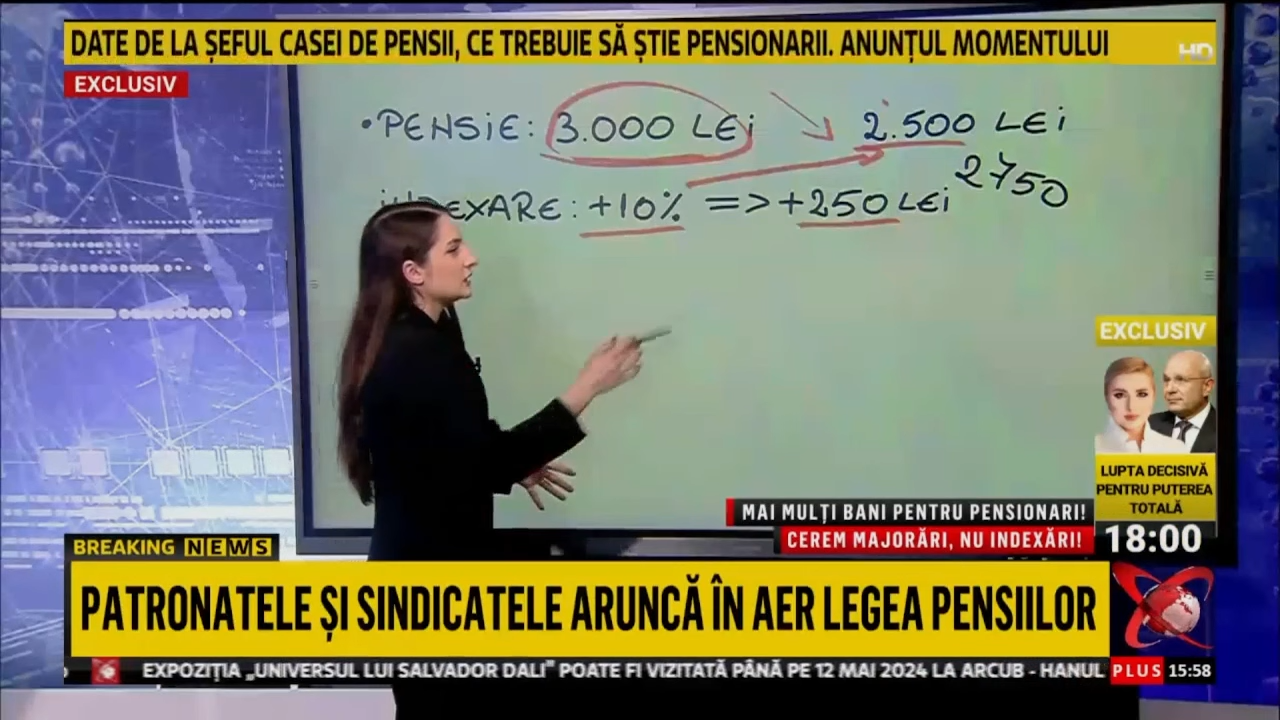 DATE DE LA ȘEFUL CASEI DE PENSII, CE TREBUIE SĂ ȘTIE PENSIONARII. ANUNȚUL MOMENTULUI
HD
EXCLUSIV
•PENSIE: 3.000 LEI 2.500 LEI
INDEXARE: +10% => +250 LEI 2750
EXCLUSIV
LUPTA DECISIVĂ
PENTRU PUTEREA
TOTALĂ
18:00
MAI MULȚI BANI PENTRU PENSIONARI!
CEREM MAJORĂRI, NU INDEXĂRI!
BREAKING NEWS
PATRONATELE ȘI SINDICATELE ARUNCĂ ÎN AER LEGEA PENSIILOR
EXPOZIȚIA „UNIVERSUL LUI SALVADOR DALI" POATE FI VIZITATĂ PÂNĂ PE 12 MAI 2024 LA ARCUB - HANUL
PLUS 15:58